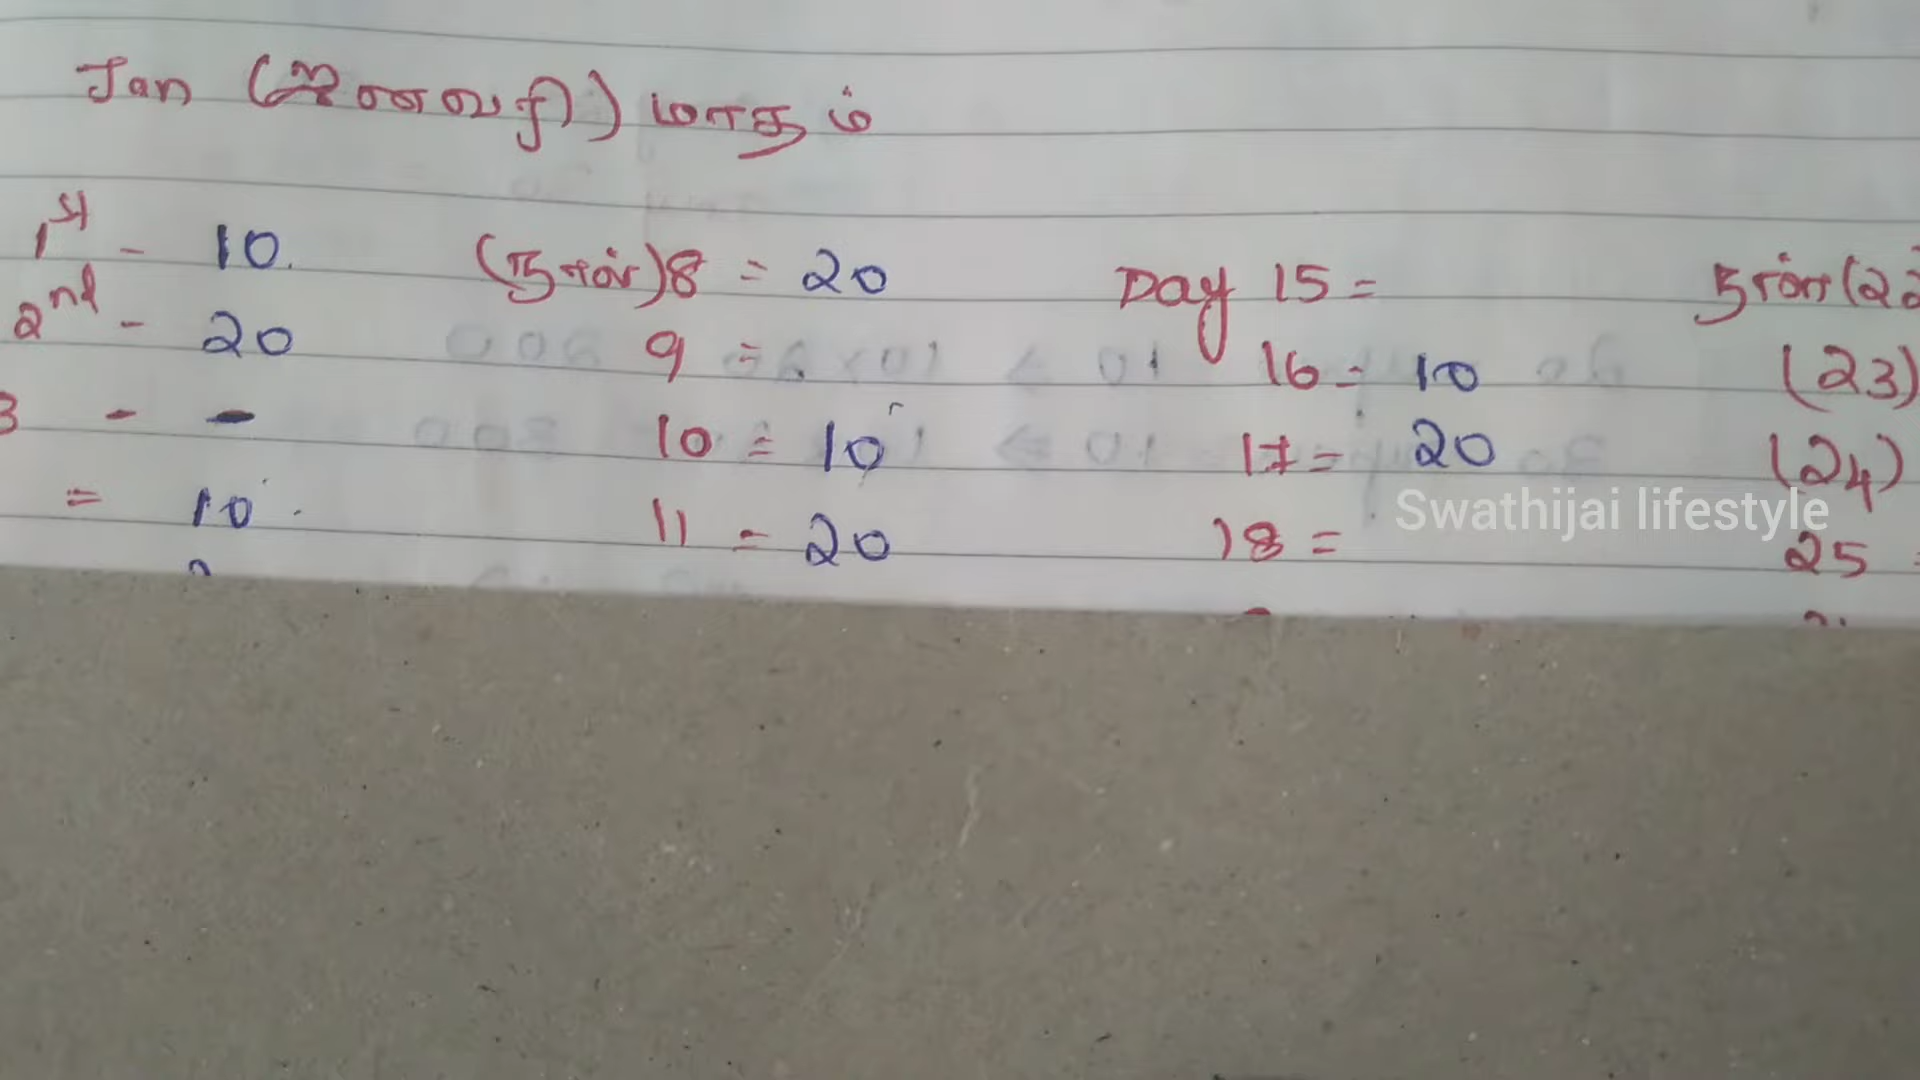 Jan (ஜனவரி) மாதம்
1st - 10.
2nd - 20
3 - -
= 10
(நாள்) 8 = 20
9 =
10 = 10
11 = 20
Day 15 =
16 = 10
17 = 20
18 =
நாள் (22
(23)
(24)
25 =
Swathijai lifestyle